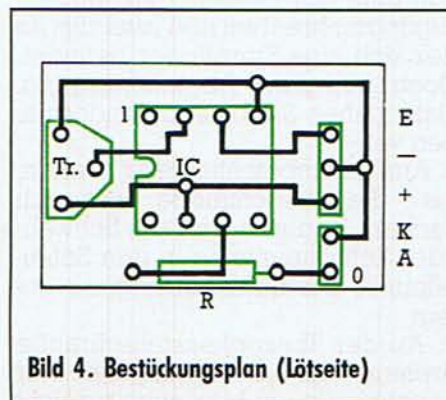 1
E
Tr.
IC
–
+
K
A
0
R
Bild 4. Bestückungsplan (Lötseite)